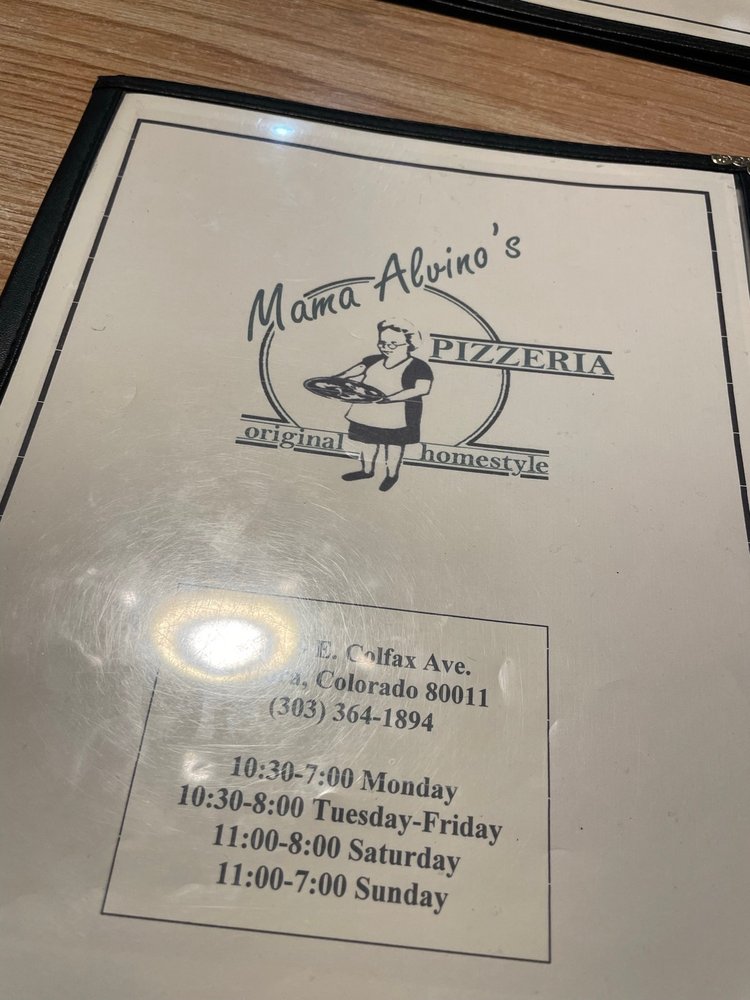 Mama Alvino's
PIZZERIA
original homestyle
E. Colfax Ave.
Colorado 80011
(303) 364-1894
10:30-7:00 Monday
10:30-8:00 Tuesday-Friday
11:00-8:00 Saturday
11:00-7:00 Sunday